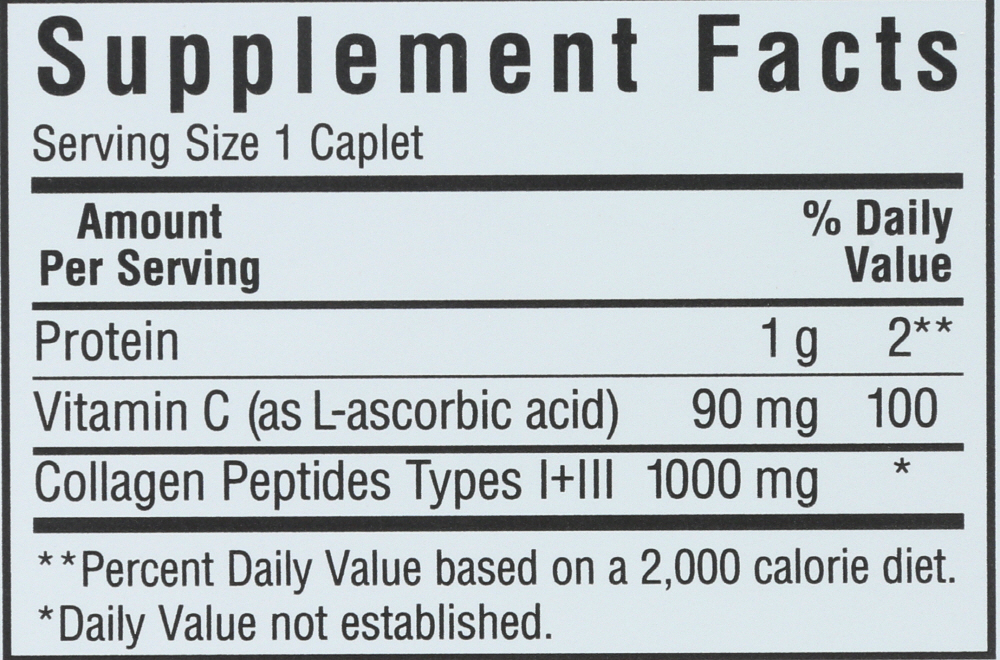 Supplement Facts
Serving Size 1 Caplet
Amount
Per Serving
% Daily
Value
Protein 1 g 2**
Vitamin C (as L-ascorbic acid) 90 mg 100
Collagen Peptides Types I+III 1000 mg *
**Percent Daily Value based on a 2,000 calorie diet.
*Daily Value not established.